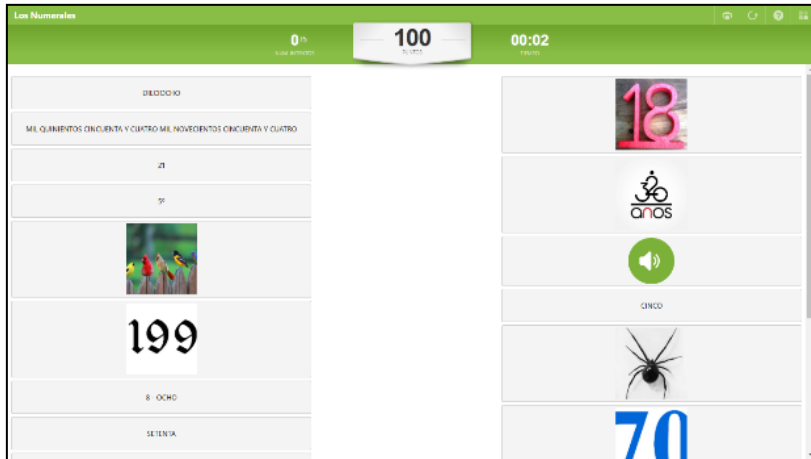 Los Numerales
0
100
00:02
DIECIOCHO
MIL QUINIENTOS CINCUENTA Y CUATRO MIL NOVECIENTOS CINCUENTA Y CUATRO
21
5º
199
8 OCHO
SETENTA
18
30
anos
CINCO
70